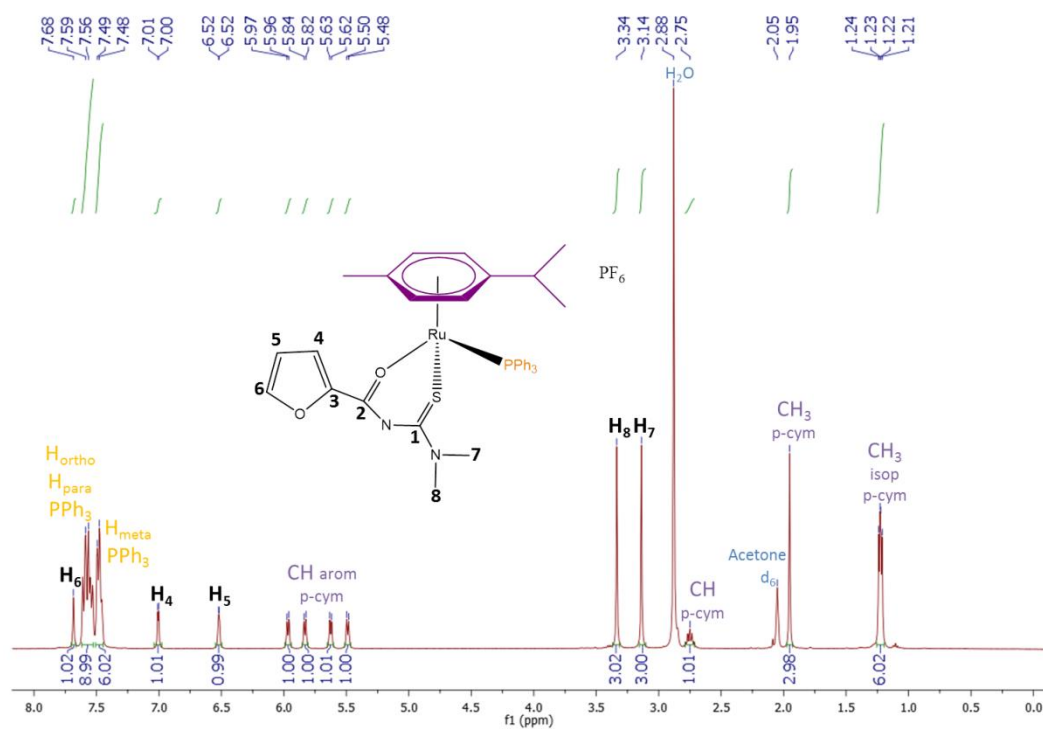 7.68
7.59
7.56
7.49
7.48
7.01
7.00
6.52
6.52
5.97
5.96
5.84
5.82
5.63
5.62
5.50
5.48
3.34
3.14
2.88
2.75
2.05
1.95
1.24
1.23
1.22
1.21
H₂O
PF₆
Ru
PPh₃
5
4
6
O
3
O
2
N
S
1
N
7
8
H₈
H₇
CH₃
p-cym
CH₃
isop
p-cym
H_ortho
H_para
PPh₃
H_meta
PPh₃
H₆
H₄
H₅
CH arom
p-cym
CH
p-cym
Acetone
d₆
1.02
8.99
6.02
1.01
0.99
1.00
1.00
1.01
1.00
3.02
3.00
1.01
2.98
6.02
8.0 7.5 7.0 6.5 6.0 5.5 5.0 4.5 4.0 3.5 3.0 2.5 2.0 1.5 1.0 0.5 0.0
f1 (ppm)